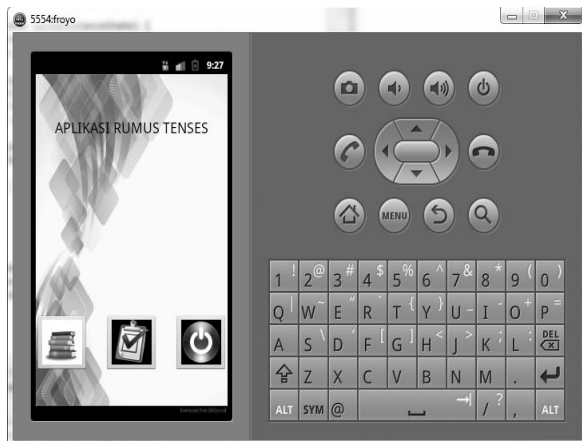 5554:froyo
9:27
APLIKASI RUMUS TENSES
MENU
1 ! 2 @ 3 # 4 $ 5 % 6 ^ 7 & 8 * 9 ( 0 )
Q | W ~ E " R ` T { Y } U _ I - O + P =
A S \ D ' F [ G ] H < J > K ; L : DEL
Z X C V B N M .
ALT SYM @ / ? , ALT